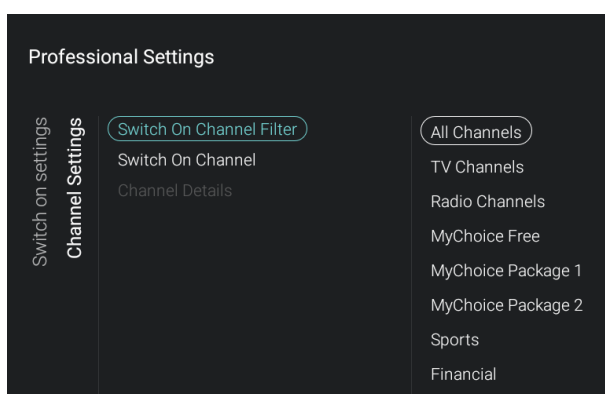 Professional Settings
Switch on settings
Channel Settings
Switch On Channel Filter
Switch On Channel
Channel Details
All Channels
TV Channels
Radio Channels
MyChoice Free
MyChoice Package 1
MyChoice Package 2
Sports
Financial